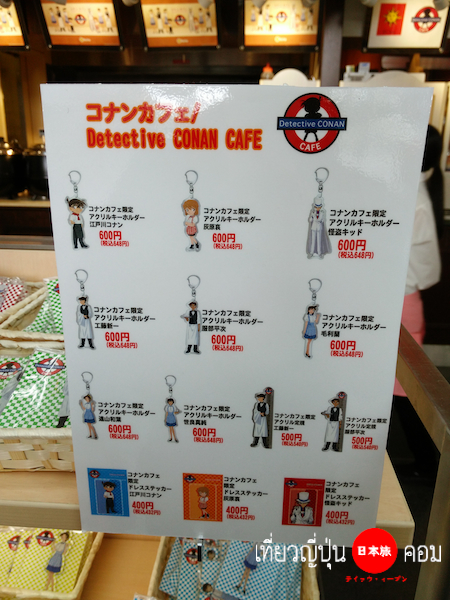 コナンカフェ/
Detective CONAN CAFE
Detective CONAN
CAFE
コナンカフェ限定
アクリルキーホルダー
江戸川コナン
600円
(税込648円)
コナンカフェ限定
アクリルキーホルダー
灰原哀
600円
(税込648円)
コナンカフェ限定
アクリルキーホルダー
怪盗キッド
600円
(税込648円)
コナンカフェ限定
アクリルキーホルダー
工藤新一
600円
(税込648円)
コナンカフェ限定
アクリルキーホルダー
服部平次
600円
(税込648円)
コナンカフェ限定
アクリルキーホルダー
毛利蘭
600円
(税込648円)
コナンカフェ限定
アクリルキーホルダー
遠山和葉
600円
(税込648円)
コナンカフェ限定
アクリルキーホルダー
世良真純
600円
(税込648円)
コナンカフェ限定
アクリル定規
工藤新一
500円
(税込540円)
コナンカフェ限定
アクリル定規
服部平次
500円
(税込540円)
コナンカフェ
限定
ドレスステッカー
江戸川コナン
400円
(税込432円)
コナンカフェ
限定
ドレスステッカー
灰原哀
400円
(税込432円)
コナンカフェ
限定
ドレスステッカー
怪盗キッド
400円
(税込432円)
เที่ยวญี่ปุ่น 日本旅 คอม
テイァウ・イープン